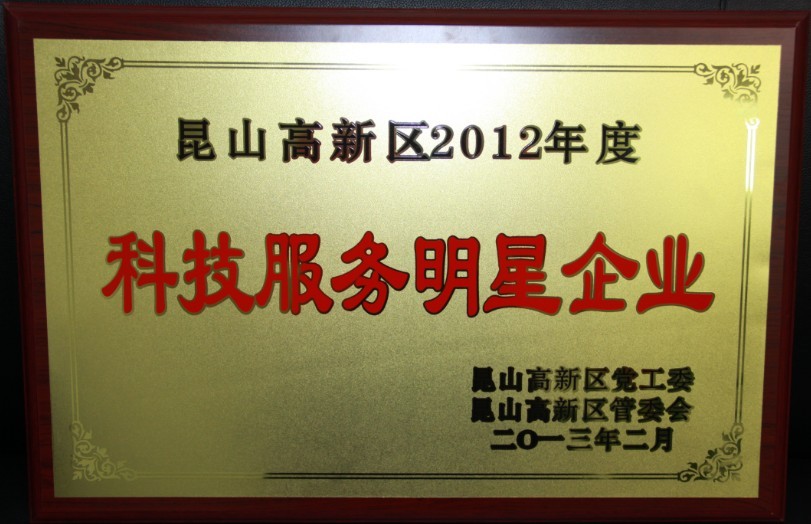 昆山高新区2012年度
科技服务明星企业
昆山高新区党工委
昆山高新区管委会
二〇一三年二月